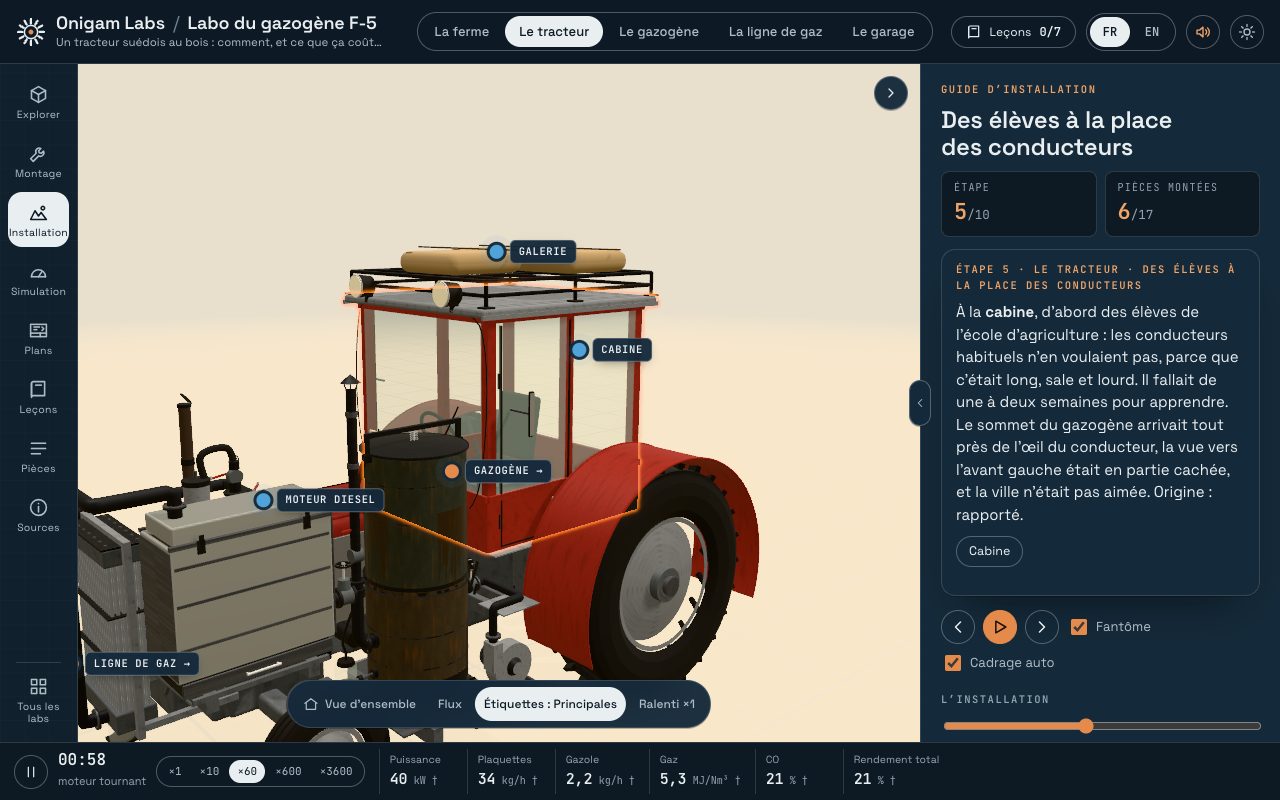 Onigam Labs / Labo du gazogène F-5
Un tracteur suédois au bois : comment, et ce que ça coût…
La ferme
Le tracteur
Le gazogène
La ligne de gaz
Le garage
Leçons 0/7
FR
EN
Explorer
Montage
Installation
Simulation
Plans
Leçons
Pièces
Sources
Tous les
labs
GALERIE
CABINE
GAZOGÈNE →
MOTEUR DIESEL
LIGNE DE GAZ →
Vue d'ensemble
Flux
Étiquettes : Principales
Ralenti ×1
GUIDE D'INSTALLATION
Des élèves à la place
des conducteurs
ÉTAPE
5/10
PIÈCES MONTÉES
6/17
ÉTAPE 5 · LE TRACTEUR · DES ÉLÈVES À
LA PLACE DES CONDUCTEURS
À la cabine, d'abord des élèves de
l'école d'agriculture : les conducteurs
habituels n'en voulaient pas, parce que
c'était long, sale et lourd. Il fallait de
une à deux semaines pour apprendre.
Le sommet du gazogène arrivait tout
près de l'œil du conducteur, la vue vers
l'avant gauche était en partie cachée,
et la ville n'était pas aimée. Origine :
rapporté.
Cabine
Fantôme
Cadrage auto
L'INSTALLATION
00:58
moteur tournant
×1
×10
×60
×600
×3600
Puissance
40 kW †
Plaquettes
34 kg/h †
Gazole
2,2 kg/h †
Gaz
5,3 MJ/Nm³ †
CO
21 % †
Rendement total
21 % †